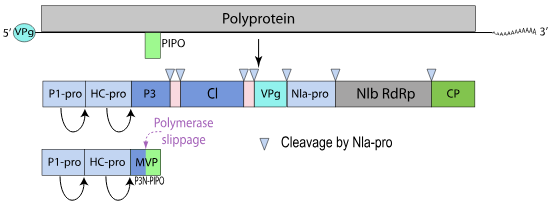 Polyprotein
5′ VPg 3′
PIPO
P1-pro HC-pro P3 CI VPg NIa-pro NIb RdRp CP
Polymerase
slippage
Cleavage by NIa-pro
P1-pro HC-pro MVP
P3N-PIPO